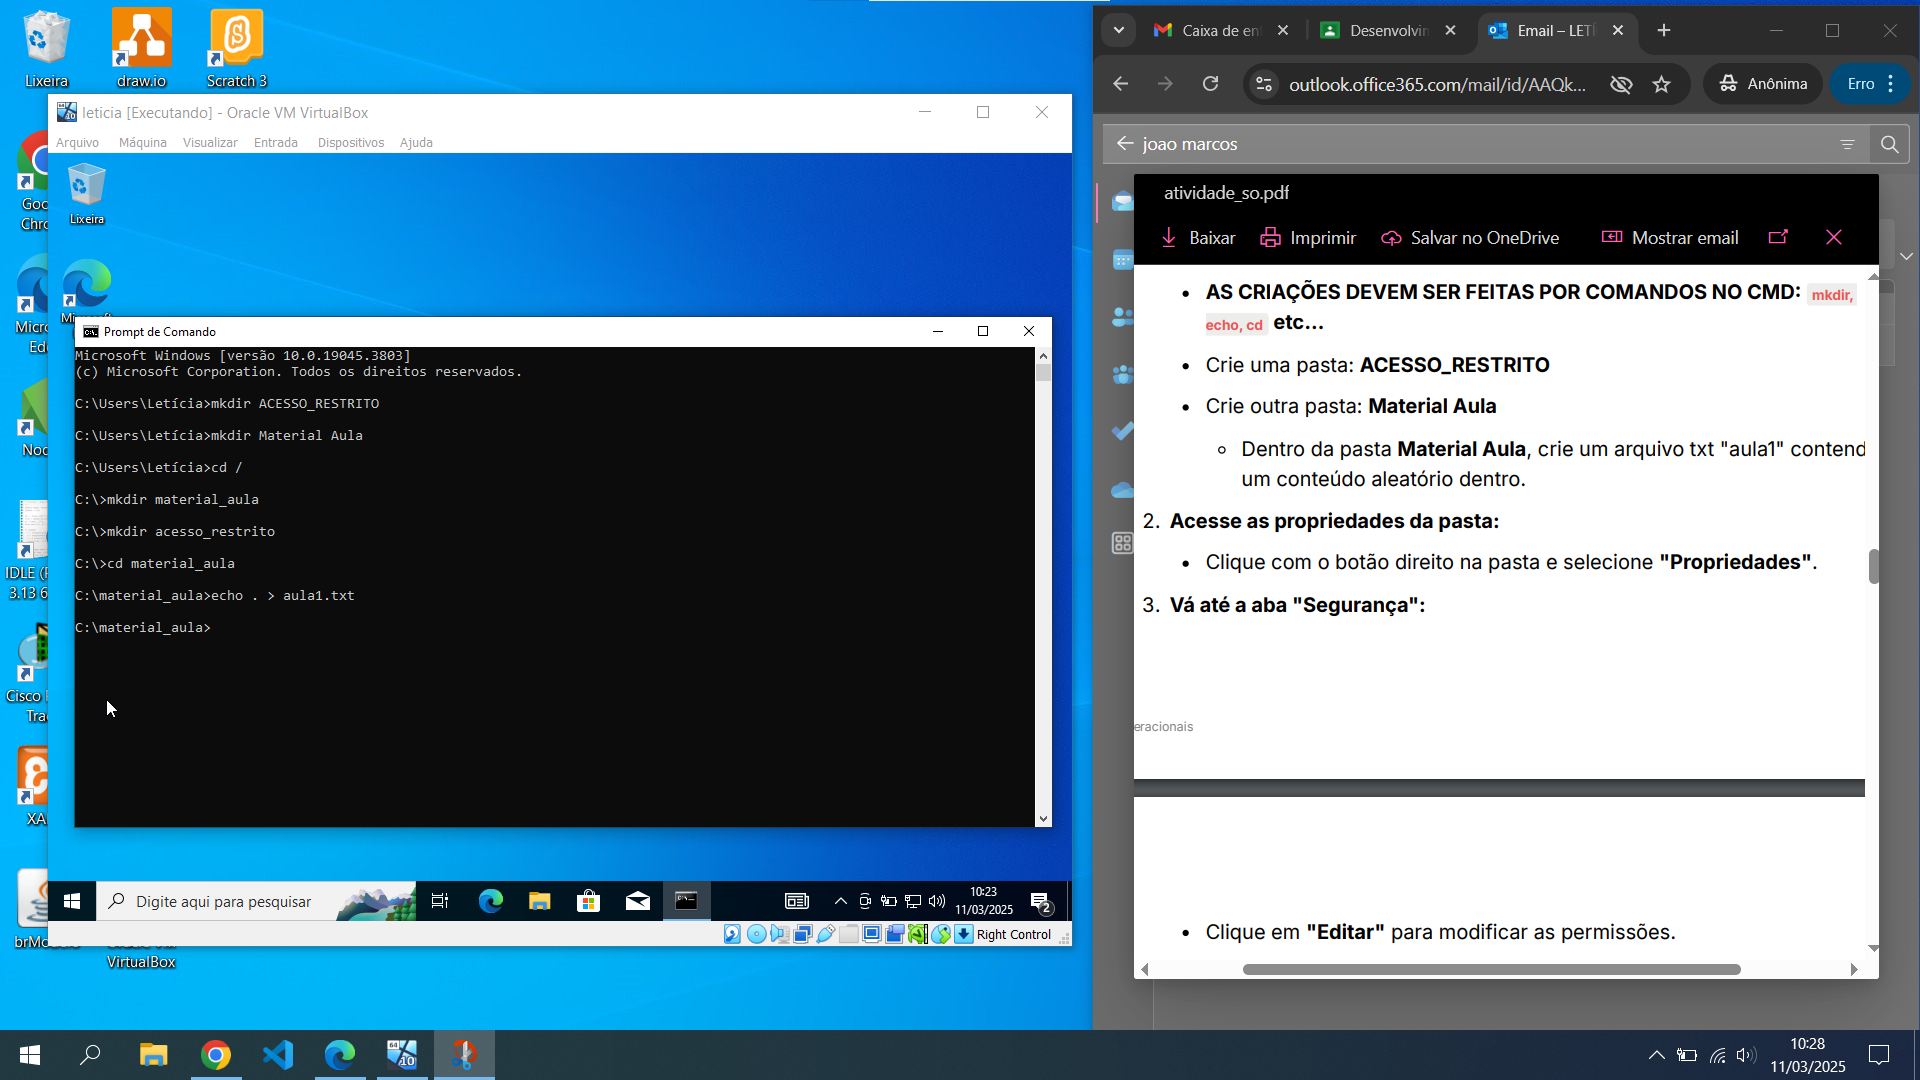 Lixeira
draw.io
Scratch 3
leticia [Executando] - Oracle VM VirtualBox
Arquivo Máquina Visualizar Entrada Dispositivos Ajuda
Lixeira
Prompt de Comando
Microsoft Windows [versão 10.0.19045.3803]
(c) Microsoft Corporation. Todos os direitos reservados.
C:\Users\Letícia>mkdir ACESSO_RESTRITO
C:\Users\Letícia>mkdir Material Aula
C:\Users\Letícia>cd /
C:\>mkdir material_aula
C:\>mkdir acesso_restrito
C:\>cd material_aula
C:\material_aula>echo . > aula1.txt
C:\material_aula>
Digite aqui para pesquisar
10:23
11/03/2025
2
Right Control
VirtualBox
Goo
Chro
Micro
Ed
Noc
IDLE (P
3.13 6
Cisco
Tra
XA
brM
Caixa de en
Desenvolvin
Email – LETÍ
outlook.office365.com/mail/id/AAQk...
Anônima
Erro
joao marcos
atividade_so.pdf
Baixar Imprimir Salvar no OneDrive Mostrar email
• AS CRIAÇÕES DEVEM SER FEITAS POR COMANDOS NO CMD: mkdir,
echo, cd etc...
• Crie uma pasta: ACESSO_RESTRITO
• Crie outra pasta: Material Aula
◦ Dentro da pasta Material Aula, crie um arquivo txt "aula1" contend
um conteúdo aleatório dentro.
2. Acesse as propriedades da pasta:
• Clique com o botão direito na pasta e selecione "Propriedades".
3. Vá até a aba "Segurança":
eracionais
• Clique em "Editar" para modificar as permissões.
10:28
11/03/2025